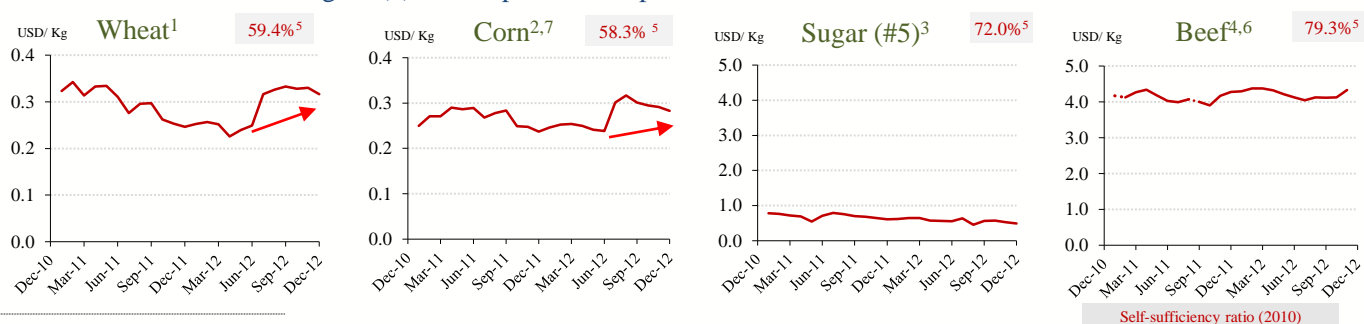 USD/ Kg Wheat1 59.4%5
0.4
0.3
0.2
0.1
0.0
Dec-10 Mar-11 Jun-11 Sep-11 Dec-11 Mar-12 Jun-12 Sep-12 Dec-12
USD/ Kg Corn2,7 58.3% 5
0.4
0.3
0.2
0.1
0.0
Dec-10 Mar-11 Jun-11 Sep-11 Dec-11 Mar-12 Jun-12 Sep-12 Dec-12
USD/ Kg Sugar (#5)3 72.0%5
5.0
4.0
3.0
2.0
1.0
0.0
Dec-10 Mar-11 Jun-11 Sep-11 Dec-11 Mar-12 Jun-12 Sep-12 Dec-12
USD/ Kg Beef4,6 79.3%5
5.0
4.0
3.0
2.0
1.0
0.0
Dec-10 Mar-11 Jun-11 Sep-11 Dec-11 Mar-12 Jun-12 Sep-12 Dec-12
Self-sufficiency ratio (2010)